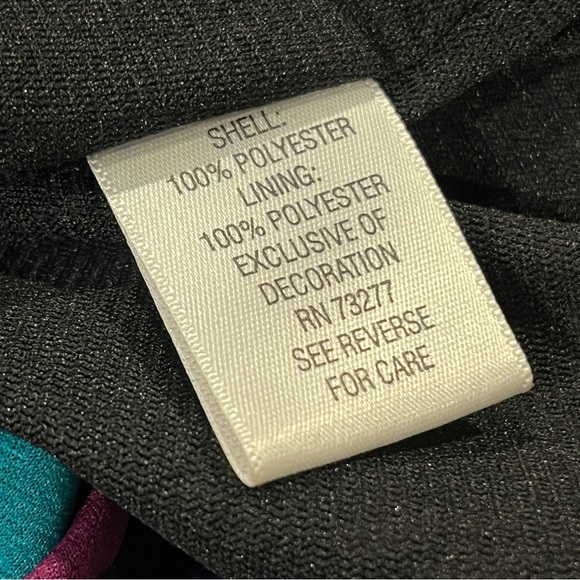 SHELL:
100% POLYESTER
LINING:
100% POLYESTER
EXCLUSIVE OF
DECORATION
RN 73277
SEE REVERSE
FOR CARE